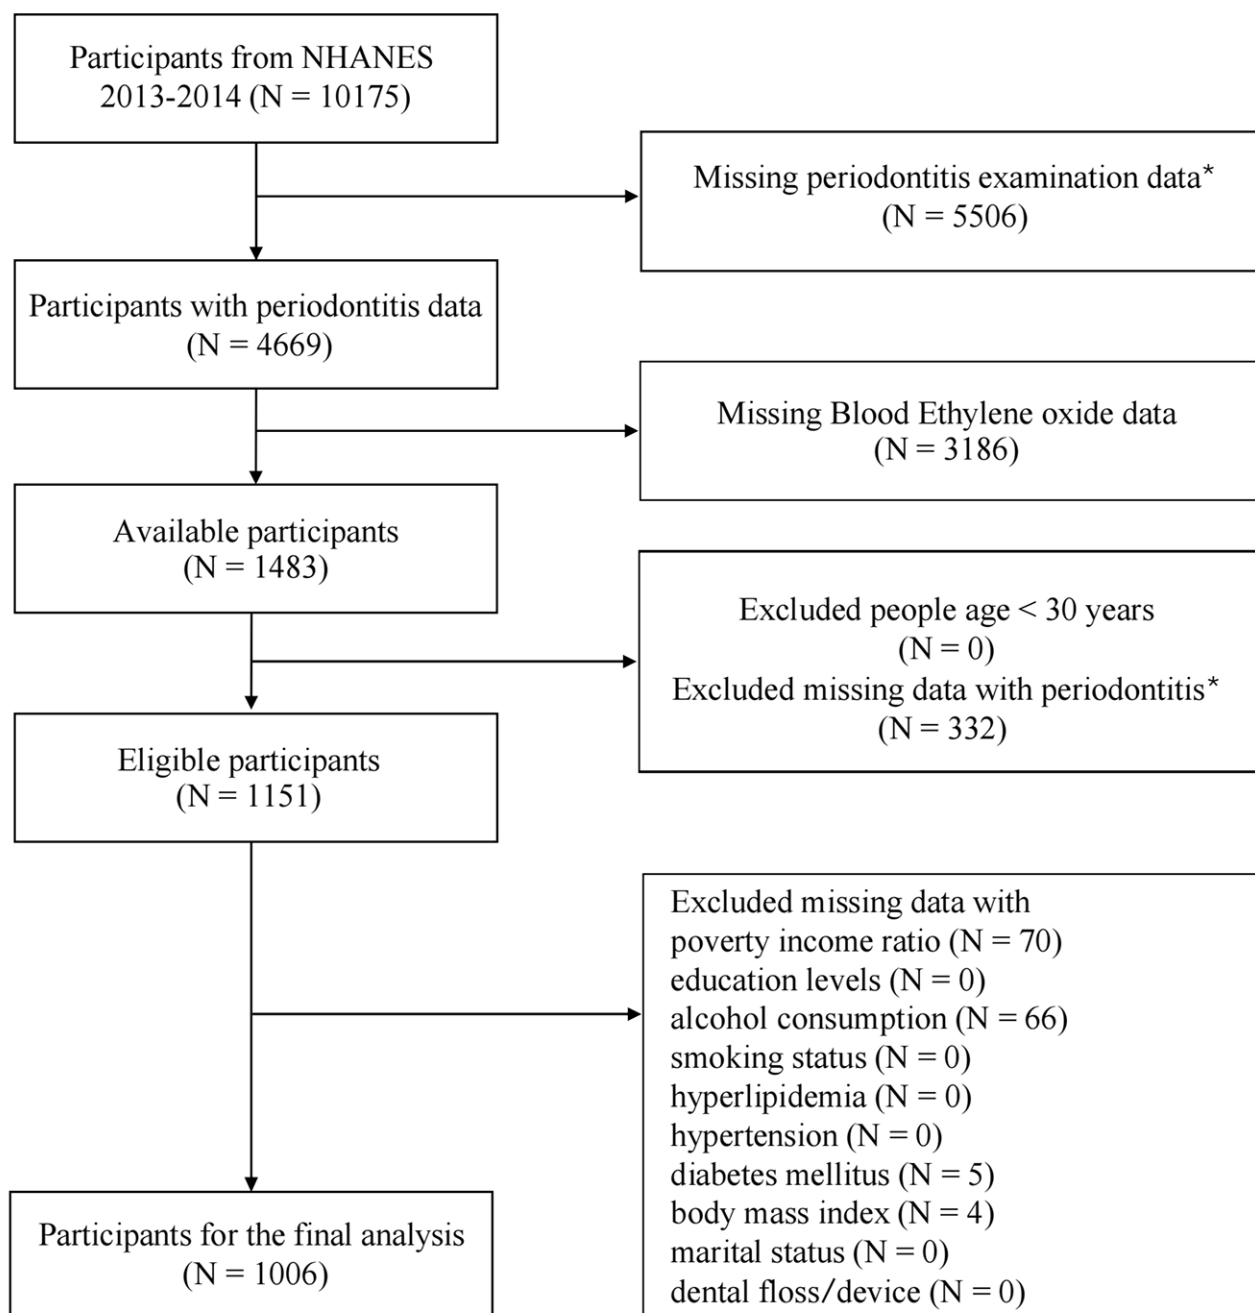 Participants from NHANES
2013-2014 (N = 10175)
Missing periodontitis examination data*
(N = 5506)
Participants with periodontitis data
(N = 4669)
Missing Blood Ethylene oxide data
(N = 3186)
Available participants
(N = 1483)
Excluded people age < 30 years
(N = 0)
Excluded missing data with periodontitis*
(N = 332)
Eligible participants
(N = 1151)
Excluded missing data with
poverty income ratio (N = 70)
education levels (N = 0)
alcohol consumption (N = 66)
smoking status (N = 0)
hyperlipidemia (N = 0)
hypertension (N = 0)
diabetes mellitus (N = 5)
body mass index (N = 4)
marital status (N = 0)
dental floss/device (N = 0)
Participants for the final analysis
(N = 1006)